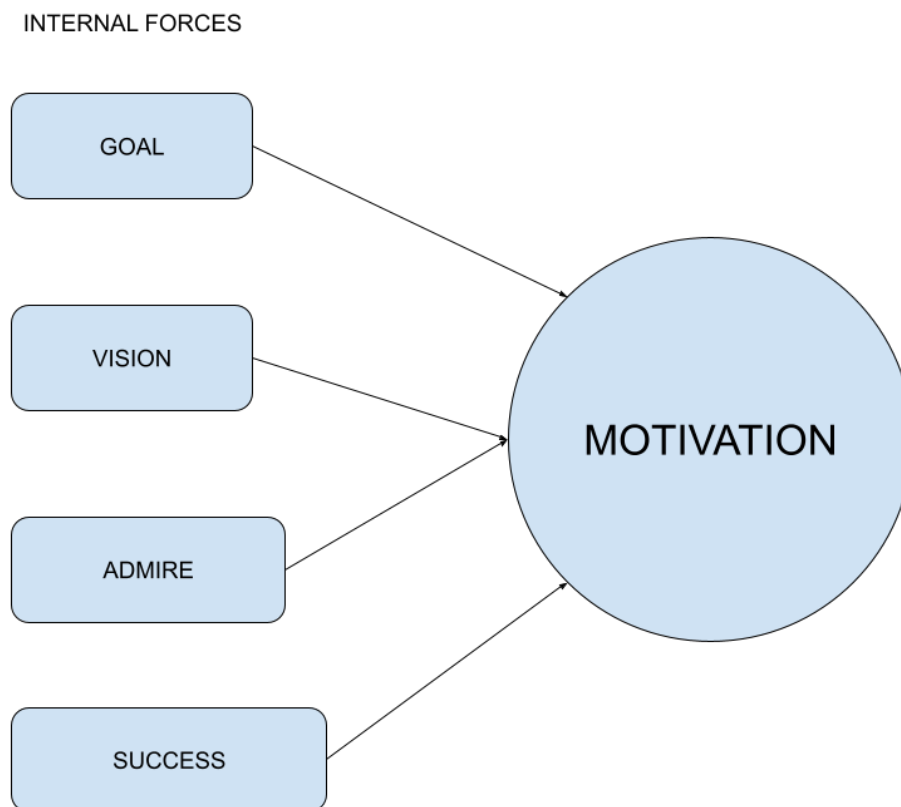 INTERNAL FORCES
GOAL
VISION
MOTIVATION
ADMIRE
SUCCESS